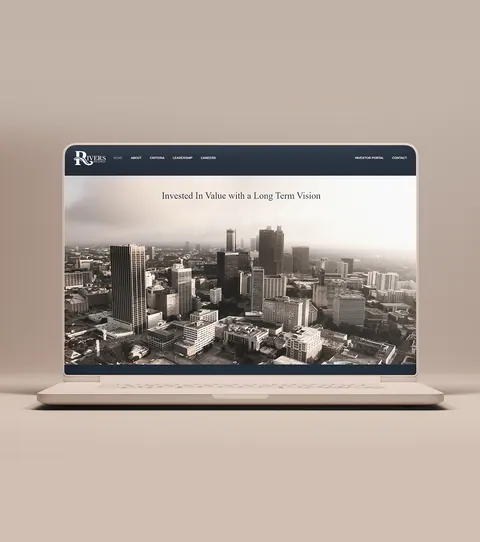 RIVERS
HOME
ABOUT
CRITERIA
LEADERSHIP
CAREERS
INVESTOR PORTAL
CONTACT
Invested In Value with a Long Term Vision